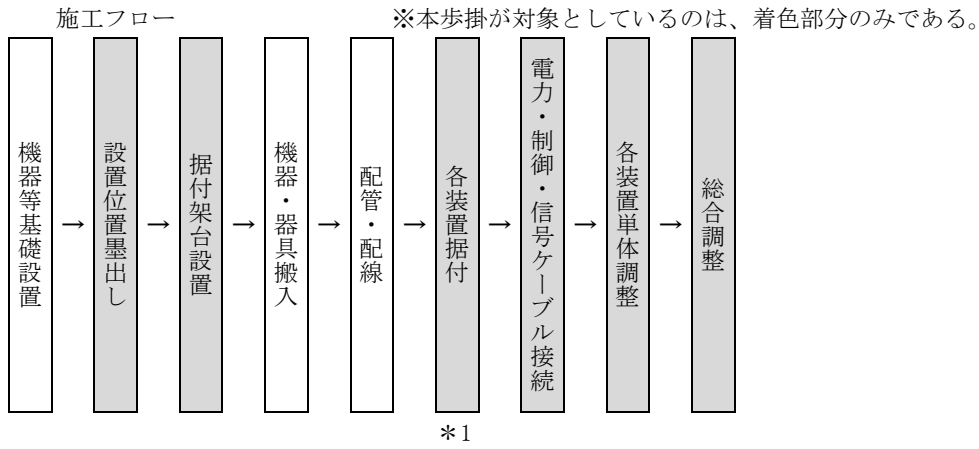 施工フロー
※本歩掛が対象としているのは、着色部分のみである。
機器等基礎設置
→
設置位置墨出し
→
据付架台設置
→
機器・器具搬入
→
配管・配線
→
各装置据付
→
電力・制御・信号ケーブル接続
→
各装置単体調整
→
総合調整
＊1